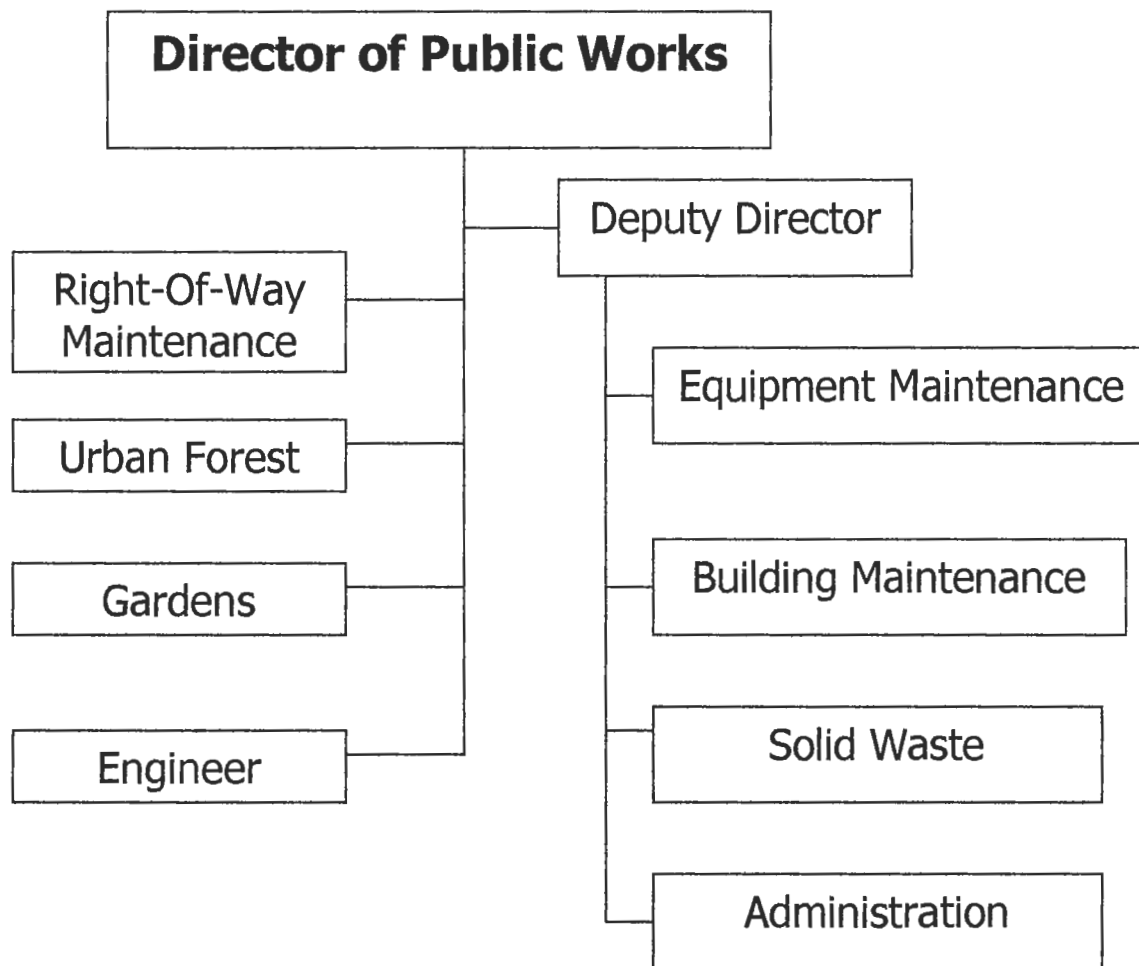 Director of Public Works
Deputy Director
Right-Of-Way
Maintenance
Urban Forest
Gardens
Engineer
Equipment Maintenance
Building Maintenance
Solid Waste
Administration